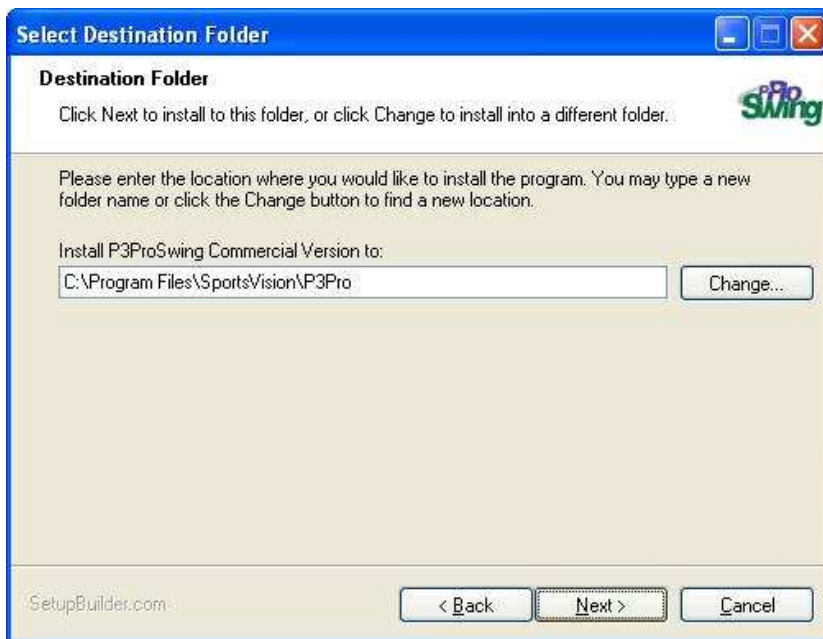 Select Destination Folder
Destination Folder
Click Next to install to this folder, or click Change to install into a different folder.
P3Pro
Swing
Please enter the location where you would like to install the program. You may type a new
folder name or click the Change button to find a new location.
Install P3ProSwing Commercial Version to:
C:\Program Files\SportsVision\P3Pro
Change...
SetupBuilder.com
< Back
Next >
Cancel